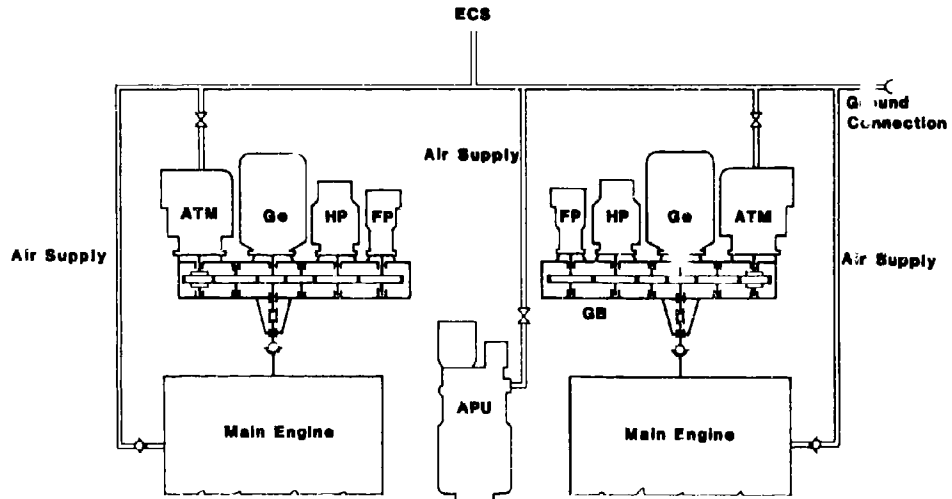 ECS
Ground
Connection
Air Supply
ATM
Ge
HP
FP
FP
HP
Ge
ATM
Air Supply
Air Supply
GB
APU
Main Engine
Main Engine